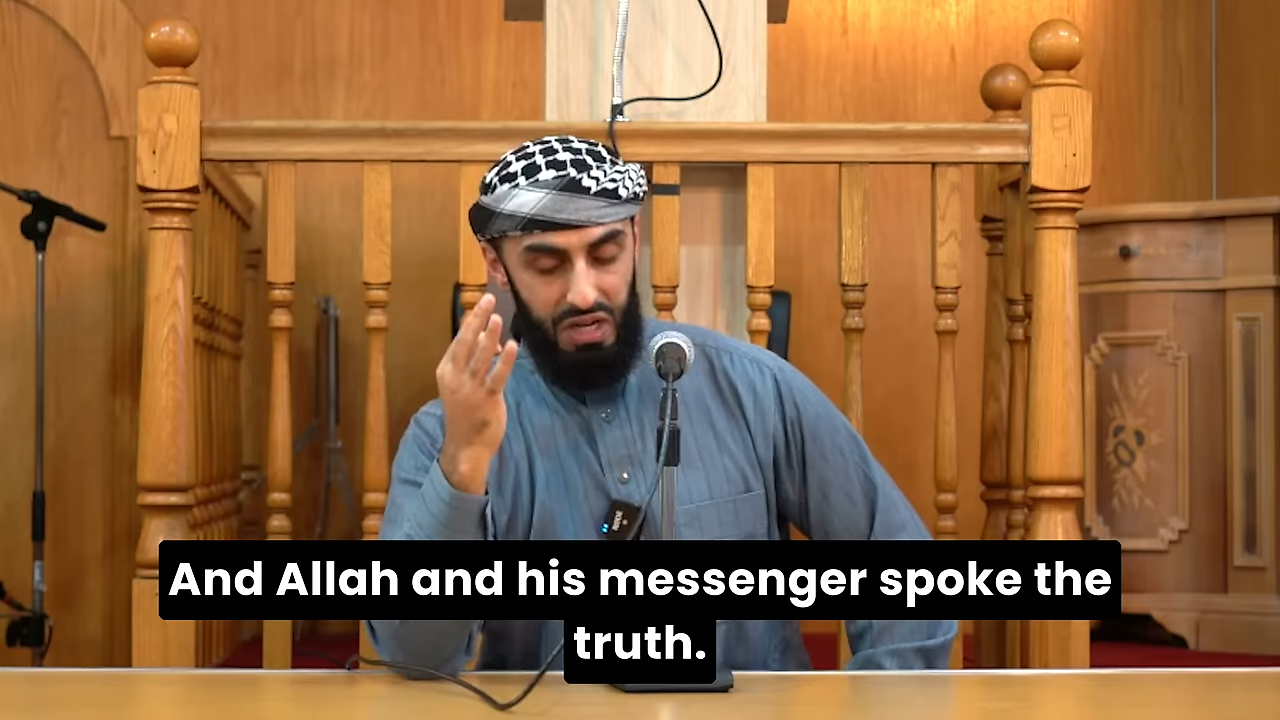 And Allah and his messenger spoke the
truth.